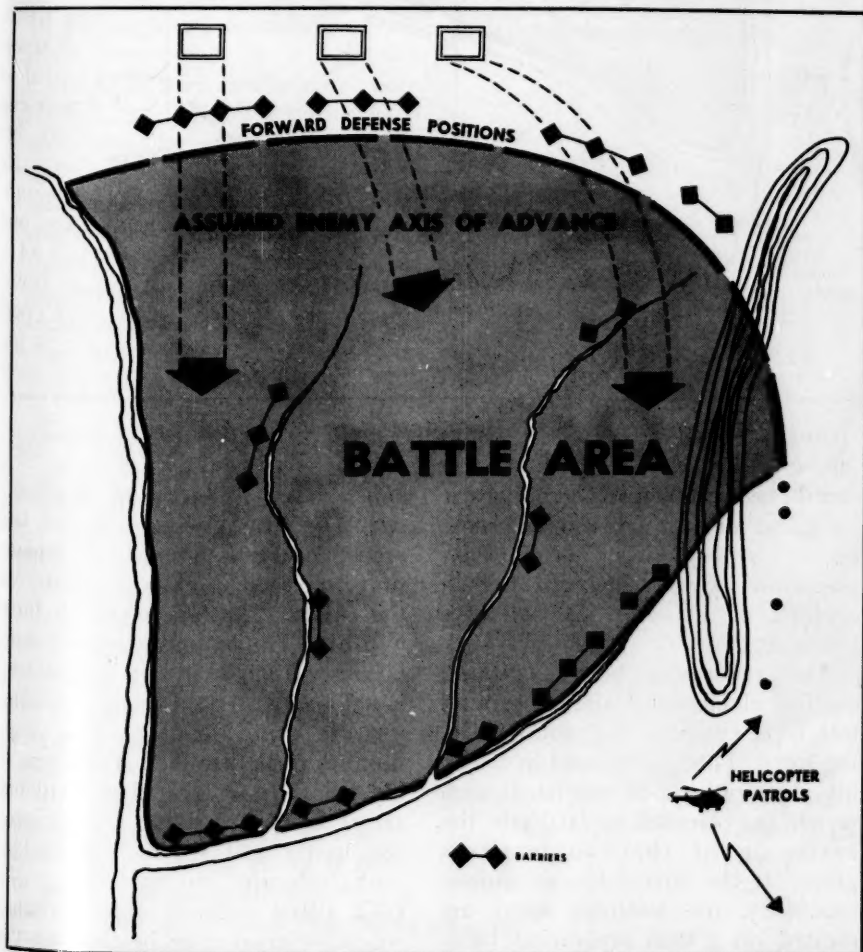 FORWARD DEFENSE POSITIONS
ASSUMED ENEMY AXIS OF ADVANCE
BATTLE AREA
HELICOPTER
PATROLS
BARRIERS